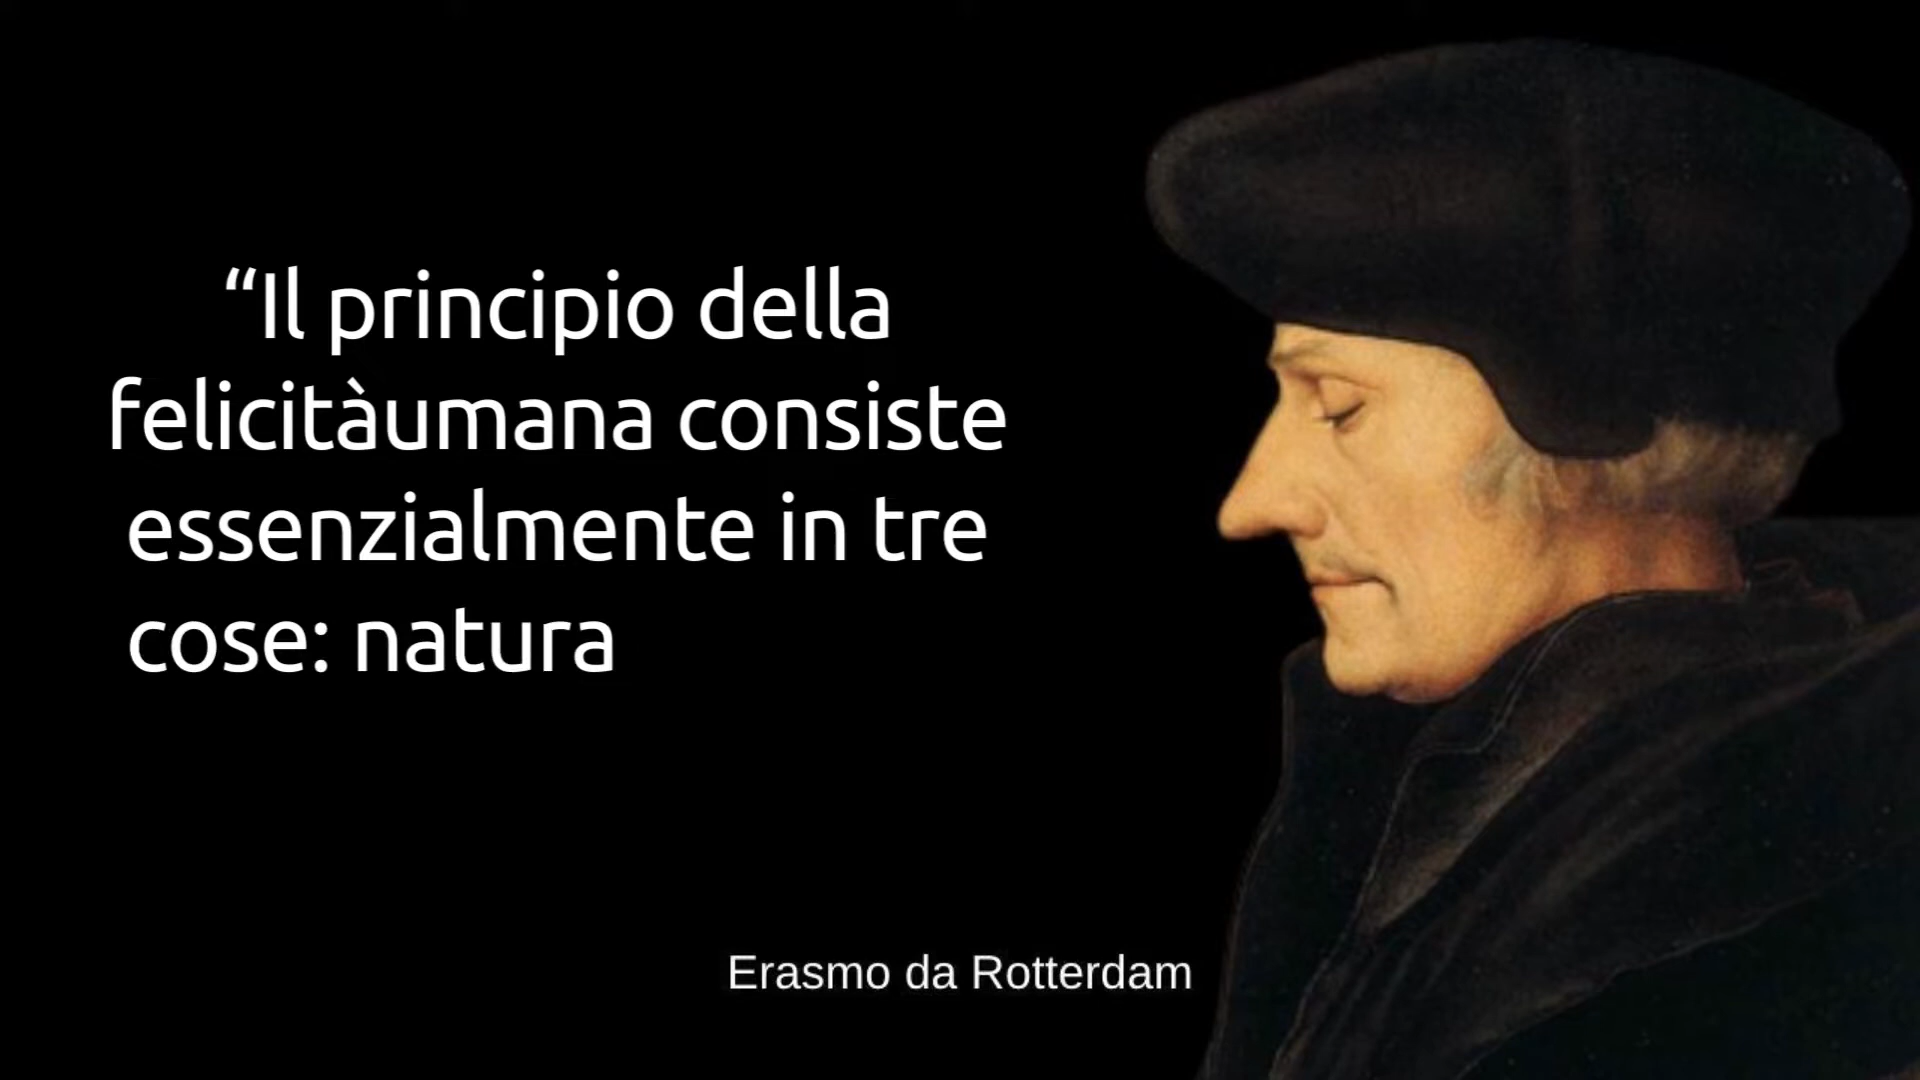 “Il principio della
felicitàumana consiste
essenzialmente in tre
cose: natura
Erasmo da Rotterdam